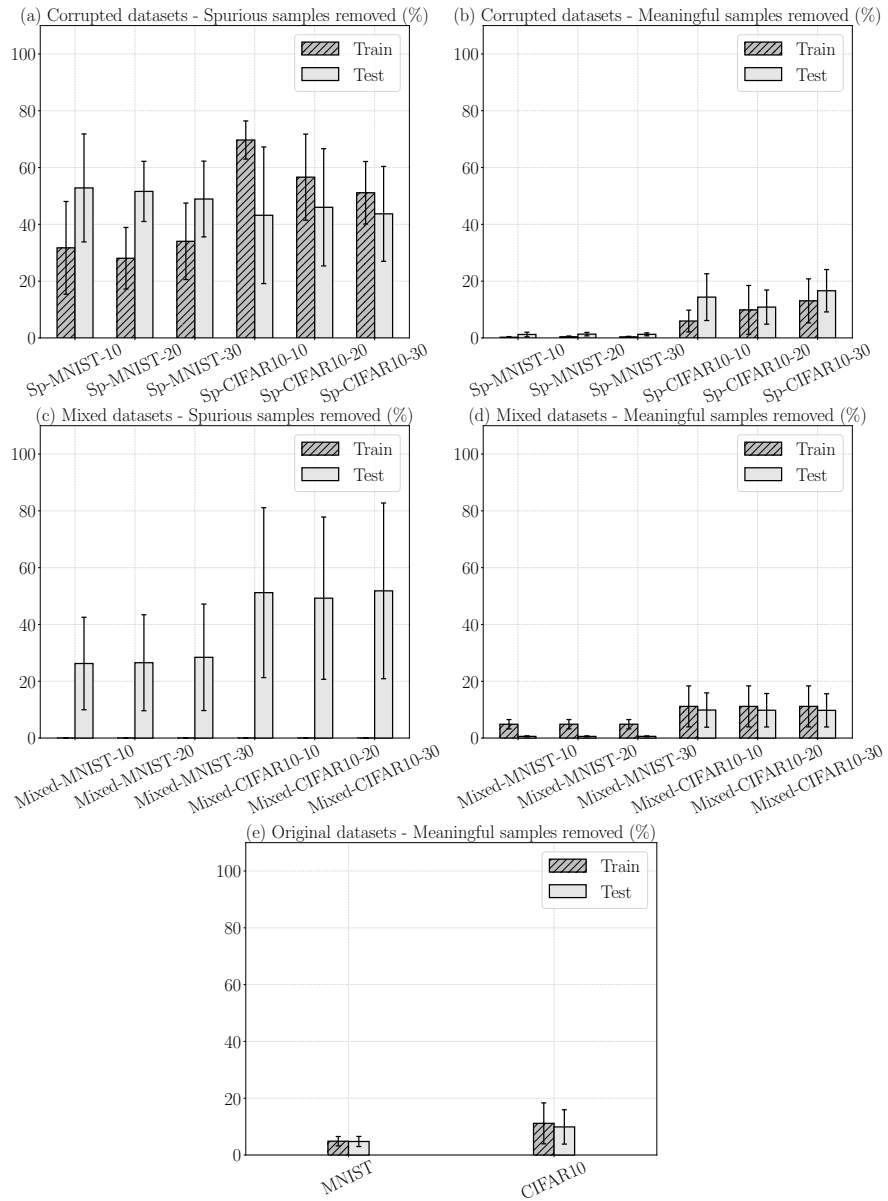 (a) Corrupted datasets - Spurious samples removed (%)
100
80
60
40
20
0
Train
Test
Sp-MNIST-10
Sp-MNIST-20
Sp-MNIST-30
Sp-CIFAR10-10
Sp-CIFAR10-20
Sp-CIFAR10-30
(b) Corrupted datasets - Meaningful samples removed (%)
100
80
60
40
20
0
Train
Test
Sp-MNIST-10
Sp-MNIST-20
Sp-MNIST-30
Sp-CIFAR10-10
Sp-CIFAR10-20
Sp-CIFAR10-30
(c) Mixed datasets - Spurious samples removed (%)
100
80
60
40
20
0
Train
Test
Mixed-MNIST-10
Mixed-MNIST-20
Mixed-MNIST-30
Mixed-CIFAR10-10
Mixed-CIFAR10-20
Mixed-CIFAR10-30
(d) Mixed datasets - Meaningful samples removed (%)
100
80
60
40
20
0
Train
Test
Mixed-MNIST-10
Mixed-MNIST-20
Mixed-MNIST-30
Mixed-CIFAR10-10
Mixed-CIFAR10-20
Mixed-CIFAR10-30
(e) Original datasets - Meaningful samples removed (%)
100
80
60
40
20
0
Train
Test
MNIST
CIFAR10